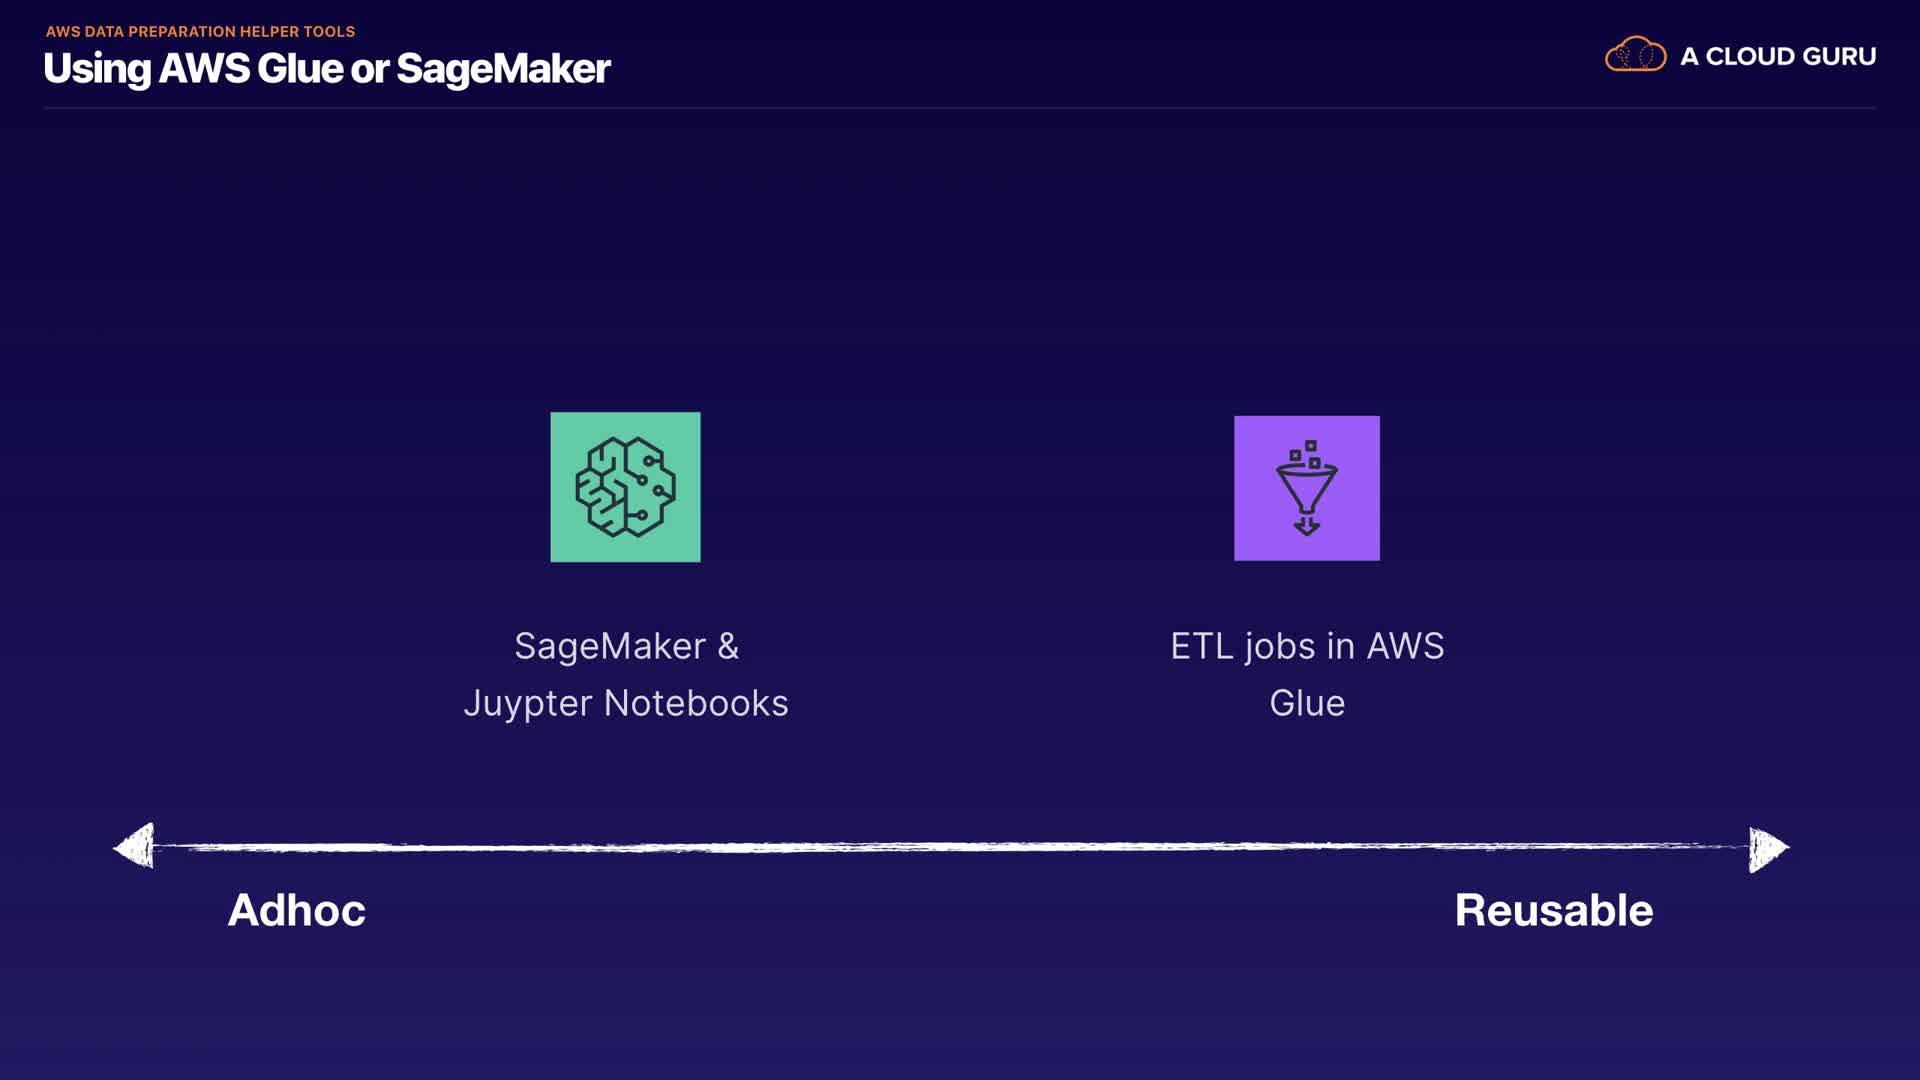 AWS DATA PREPARATION HELPER TOOLS
Using AWS Glue or SageMaker
A CLOUD GURU
SageMaker &
Juypter Notebooks
ETL jobs in AWS
Glue
Adhoc
Reusable